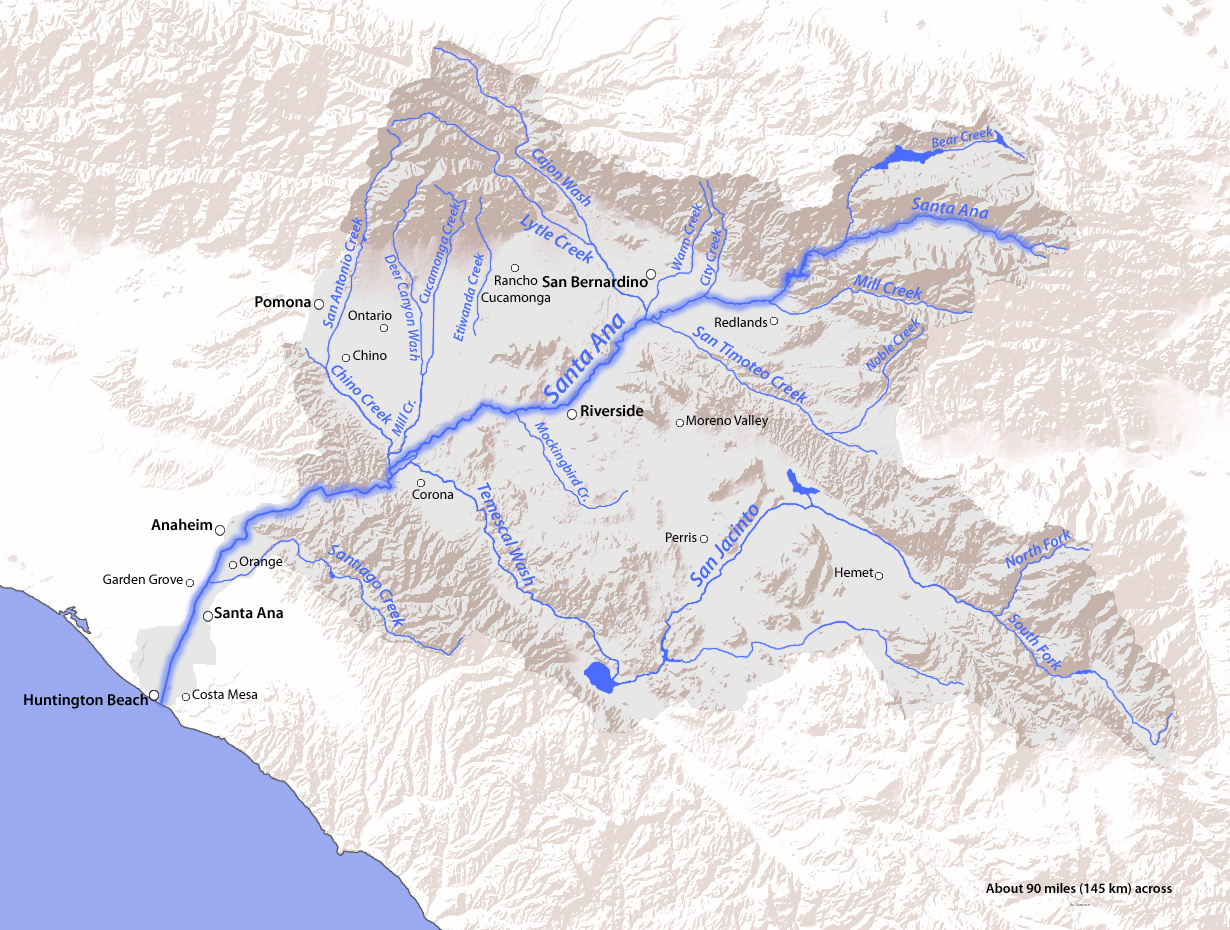 Bear Creek
Santa Ana
Cajon Wash
Lytle Creek
Warm Creek
City Creek
San Antonio Creek
Deer Canyon Wash
Cucamonga Creek
Etiwanda Creek
Rancho
Cucamonga
San Bernardino
Mill Creek
Pomona
Ontario
Redlands
Noble Creek
Chino
Santa Ana
San Timoteo Creek
Chino Creek
Mill Cr.
Riverside
Moreno Valley
Mockingbird Cr.
Corona
Temescal Wash
Anaheim
Perris
San Jacinto
North Fork
Orange
Garden Grove
Santiago Creek
Hemet
Santa Ana
South Fork
Huntington Beach
Costa Mesa
About 90 miles (145 km) across